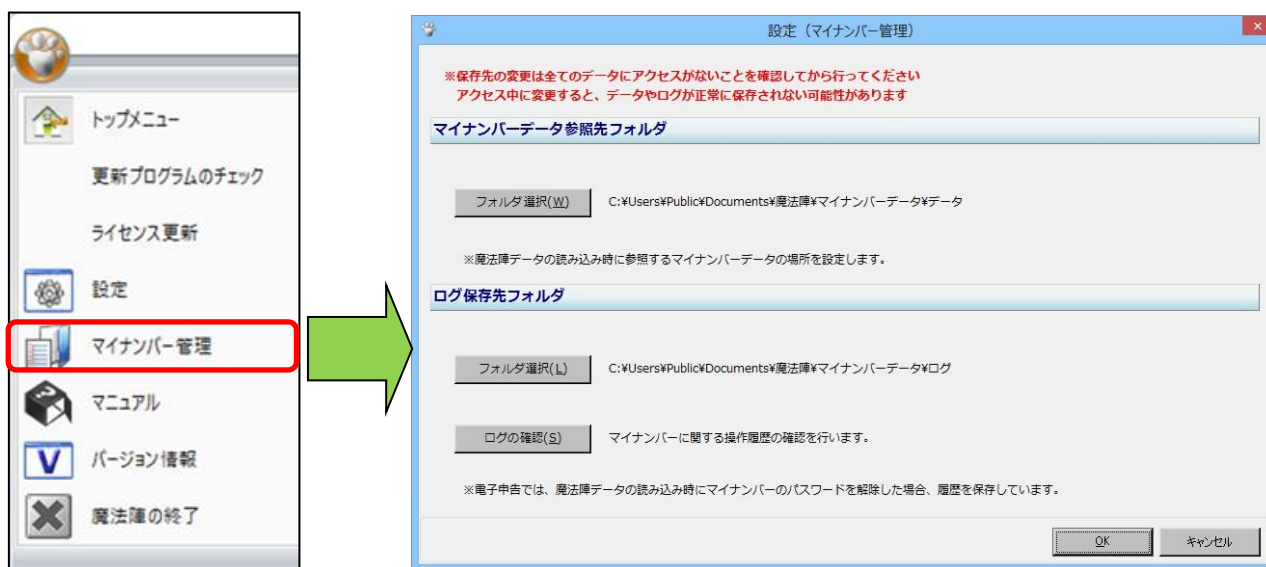 トップメニュー
更新プログラムのチェック
ライセンス更新
設定
マイナンバー管理
マニュアル
V バージョン情報
魔法陣の終了
設定（マイナンバー管理）
※保存先の変更は全てのデータにアクセスがないことを確認してから行ってください
アクセス中に変更すると、データやログが正常に保存されない可能性があります
マイナンバーデータ参照先フォルダ
フォルダ選択(W) C:¥Users¥Public¥Documents¥魔法陣¥マイナンバーデータ¥データ
※魔法陣データの読み込み時に参照するマイナンバーデータの場所を設定します。
ログ保存先フォルダ
フォルダ選択(L) C:¥Users¥Public¥Documents¥魔法陣¥マイナンバーデータ¥ログ
ログの確認(S) マイナンバーに関する操作履歴の確認を行います。
※電子申告では、魔法陣データの読み込み時にマイナンバーのパスワードを解除した場合、履歴を保存しています。
OK キャンセル